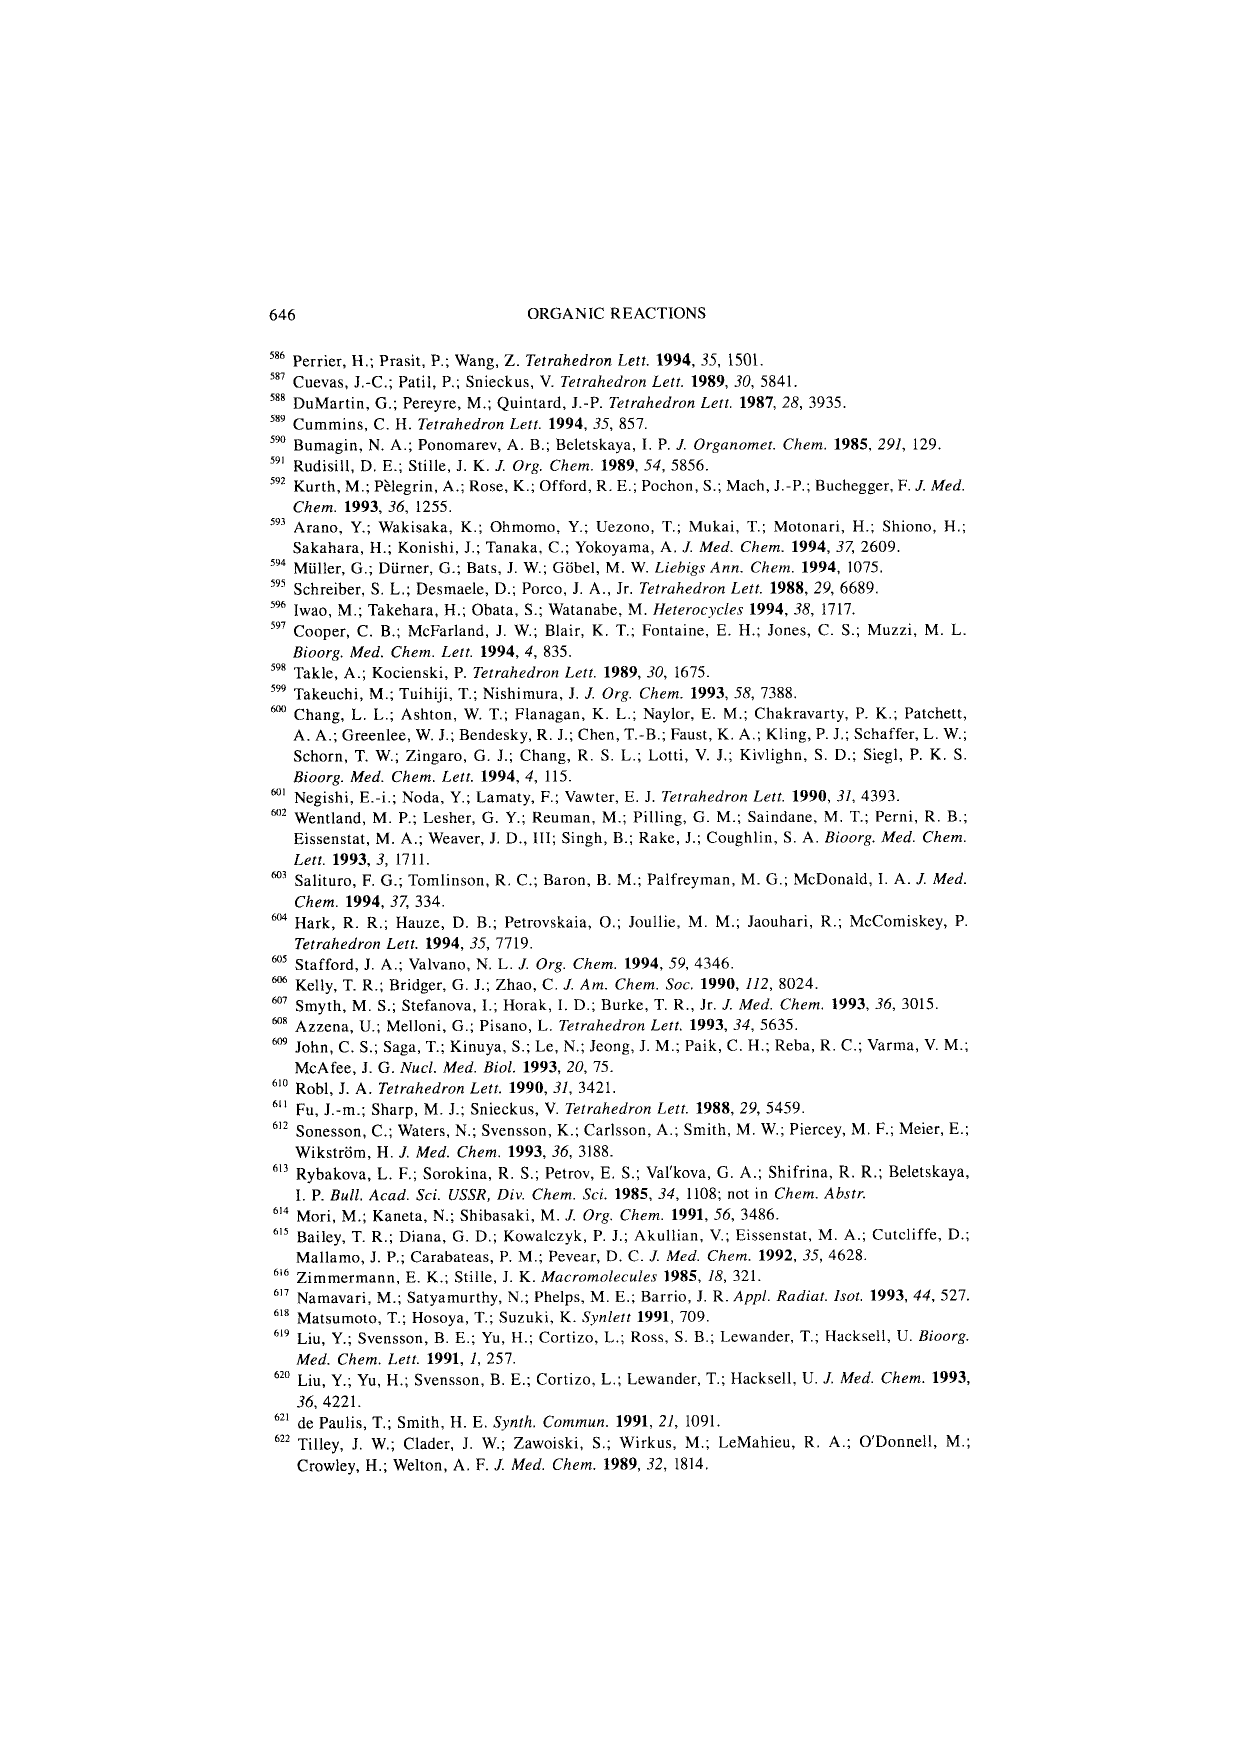 646 ORGANIC REACTIONS
586 Perrier, H.; Prasit, P.; Wang, Z. Tetrahedron Lett. 1994, 35, 1501.
587 Cuevas, J.-C.; Patil, P.; Snieckus, V. Tetrahedron Lett. 1989, 30, 5841.
588 DuMartin, G.; Pereyre, M.; Quintard, J.-P. Tetrahedron Lett. 1987, 28, 3935.
589 Cummins, C. H. Tetrahedron Lett. 1994, 35, 857.
590 Bumagin, N. A.; Ponomarev, A. B.; Beletskaya, I. P. J. Organomet. Chem. 1985, 291, 129.
591 Rudisill, D. E.; Stille, J. K. J. Org. Chem. 1989, 54, 5856.
592 Kurth, M.; Pèlegrin, A.; Rose, K.; Offord, R. E.; Pochon, S.; Mach, J.-P.; Buchegger, F. J. Med.
Chem. 1993, 36, 1255.
593 Arano, Y.; Wakisaka, K.; Ohmomo, Y.; Uezono, T.; Mukai, T.; Motonari, H.; Shiono, H.;
Sakahara, H.; Konishi, J.; Tanaka, C.; Yokoyama, A. J. Med. Chem. 1994, 37, 2609.
594 Müller, G.; Dürner, G.; Bats, J. W.; Göbel, M. W. Liebigs Ann. Chem. 1994, 1075.
595 Schreiber, S. L.; Desmaele, D.; Porco, J. A., Jr. Tetrahedron Lett. 1988, 29, 6689.
596 Iwao, M.; Takehara, H.; Obata, S.; Watanabe, M. Heterocycles 1994, 38, 1717.
597 Cooper, C. B.; McFarland, J. W.; Blair, K. T.; Fontaine, E. H.; Jones, C. S.; Muzzi, M. L.
Bioorg. Med. Chem. Lett. 1994, 4, 835.
598 Takle, A.; Kocienski, P. Tetrahedron Lett. 1989, 30, 1675.
599 Takeuchi, M.; Tuihiji, T.; Nishimura, J. J. Org. Chem. 1993, 58, 7388.
600 Chang, L. L.; Ashton, W. T.; Flanagan, K. L.; Naylor, E. M.; Chakravarty, P. K.; Patchett,
A. A.; Greenlee, W. J.; Bendesky, R. J.; Chen, T.-B.; Faust, K. A.; Kling, P. J.; Schaffer, L. W.;
Schorn, T. W.; Zingaro, G. J.; Chang, R. S. L.; Lotti, V. J.; Kivlighn, S. D.; Siegl, P. K. S.
Bioorg. Med. Chem. Lett. 1994, 4, 115.
601 Negishi, E.-i.; Noda, Y.; Lamaty, F.; Vawter, E. J. Tetrahedron Lett. 1990, 31, 4393.
602 Wentland, M. P.; Lesher, G. Y.; Reuman, M.; Pilling, G. M.; Saindane, M. T.; Perni, R. B.;
Eissenstat, M. A.; Weaver, J. D., III; Singh, B.; Rake, J.; Coughlin, S. A. Bioorg. Med. Chem.
Lett. 1993, 3, 1711.
603 Salituro, F. G.; Tomlinson, R. C.; Baron, B. M.; Palfreyman, M. G.; McDonald, I. A. J. Med.
Chem. 1994, 37, 334.
604 Hark, R. R.; Hauze, D. B.; Petrovskaia, O.; Joullie, M. M.; Jaouhari, R.; McComiskey, P.
Tetrahedron Lett. 1994, 35, 7719.
605 Stafford, J. A.; Valvano, N. L. J. Org. Chem. 1994, 59, 4346.
606 Kelly, T. R.; Bridger, G. J.; Zhao, C. J. Am. Chem. Soc. 1990, 112, 8024.
607 Smyth, M. S.; Stefanova, I.; Horak, I. D.; Burke, T. R., Jr. J. Med. Chem. 1993, 36, 3015.
608 Azzena, U.; Melloni, G.; Pisano, L. Tetrahedron Lett. 1993, 34, 5635.
609 John, C. S.; Saga, T.; Kinuya, S.; Le, N.; Jeong, J. M.; Paik, C. H.; Reba, R. C.; Varma, V. M.;
McAfee, J. G. Nucl. Med. Biol. 1993, 20, 75.
610 Robl, J. A. Tetrahedron Lett. 1990, 31, 3421.
611 Fu, J.-m.; Sharp, M. J.; Snieckus, V. Tetrahedron Lett. 1988, 29, 5459.
612 Sonesson, C.; Waters, N.; Svensson, K.; Carlsson, A.; Smith, M. W.; Piercey, M. F.; Meier, E.;
Wikström, H. J. Med. Chem. 1993, 36, 3188.
613 Rybakova, L. F.; Sorokina, R. S.; Petrov, E. S.; Val'kova, G. A.; Shifrina, R. R.; Beletskaya,
I. P. Bull. Acad. Sci. USSR, Div. Chem. Sci. 1985, 34, 1108; not in Chem. Abstr.
614 Mori, M.; Kaneta, N.; Shibasaki, M. J. Org. Chem. 1991, 56, 3486.
615 Bailey, T. R.; Diana, G. D.; Kowalczyk, P. J.; Akullian, V.; Eissenstat, M. A.; Cutcliffe, D.;
Mallamo, J. P.; Carabateas, P. M.; Pevear, D. C. J. Med. Chem. 1992, 35, 4628.
616 Zimmermann, E. K.; Stille, J. K. Macromolecules 1985, 18, 321.
617 Namavari, M.; Satyamurthy, N.; Phelps, M. E.; Barrio, J. R. Appl. Radiat. Isot. 1993, 44, 527.
618 Matsumoto, T.; Hosoya, T.; Suzuki, K. Synlett 1991, 709.
619 Liu, Y.; Svensson, B. E.; Yu, H.; Cortizo, L.; Ross, S. B.; Lewander, T.; Hacksell, U. Bioorg.
Med. Chem. Lett. 1991, 1, 257.
620 Liu, Y.; Yu, H.; Svensson, B. E.; Cortizo, L.; Lewander, T.; Hacksell, U. J. Med. Chem. 1993,
36, 4221.
621 de Paulis, T.; Smith, H. E. Synth. Commun. 1991, 21, 1091.
622 Tilley, J. W.; Clader, J. W.; Zawoiski, S.; Wirkus, M.; LeMahieu, R. A.; O'Donnell, M.;
Crowley, H.; Welton, A. F. J. Med. Chem. 1989, 32, 1814.